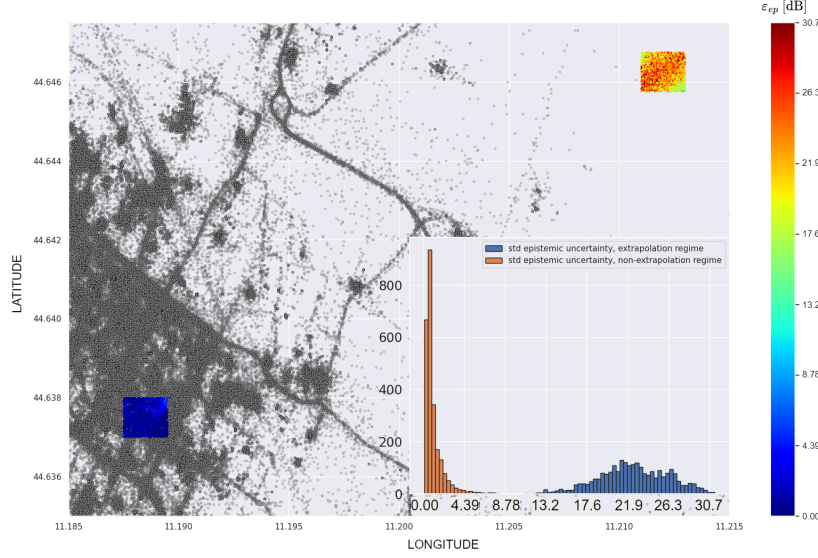 ε_ep [dB]
30.7
26.3
21.9
17.6
13.2
8.78
4.39
0.00
44.646
44.644
44.642
44.640
44.638
44.636
LATITUDE
std epistemic uncertainty, extrapolation regime
std epistemic uncertainty, non-extrapolation regime
800
600
400
200
0
0.00 4.39 8.78 13.2 17.6 21.9 26.3 30.7
11.185 11.190 11.195 11.200 11.205 11.210 11.215
LONGITUDE